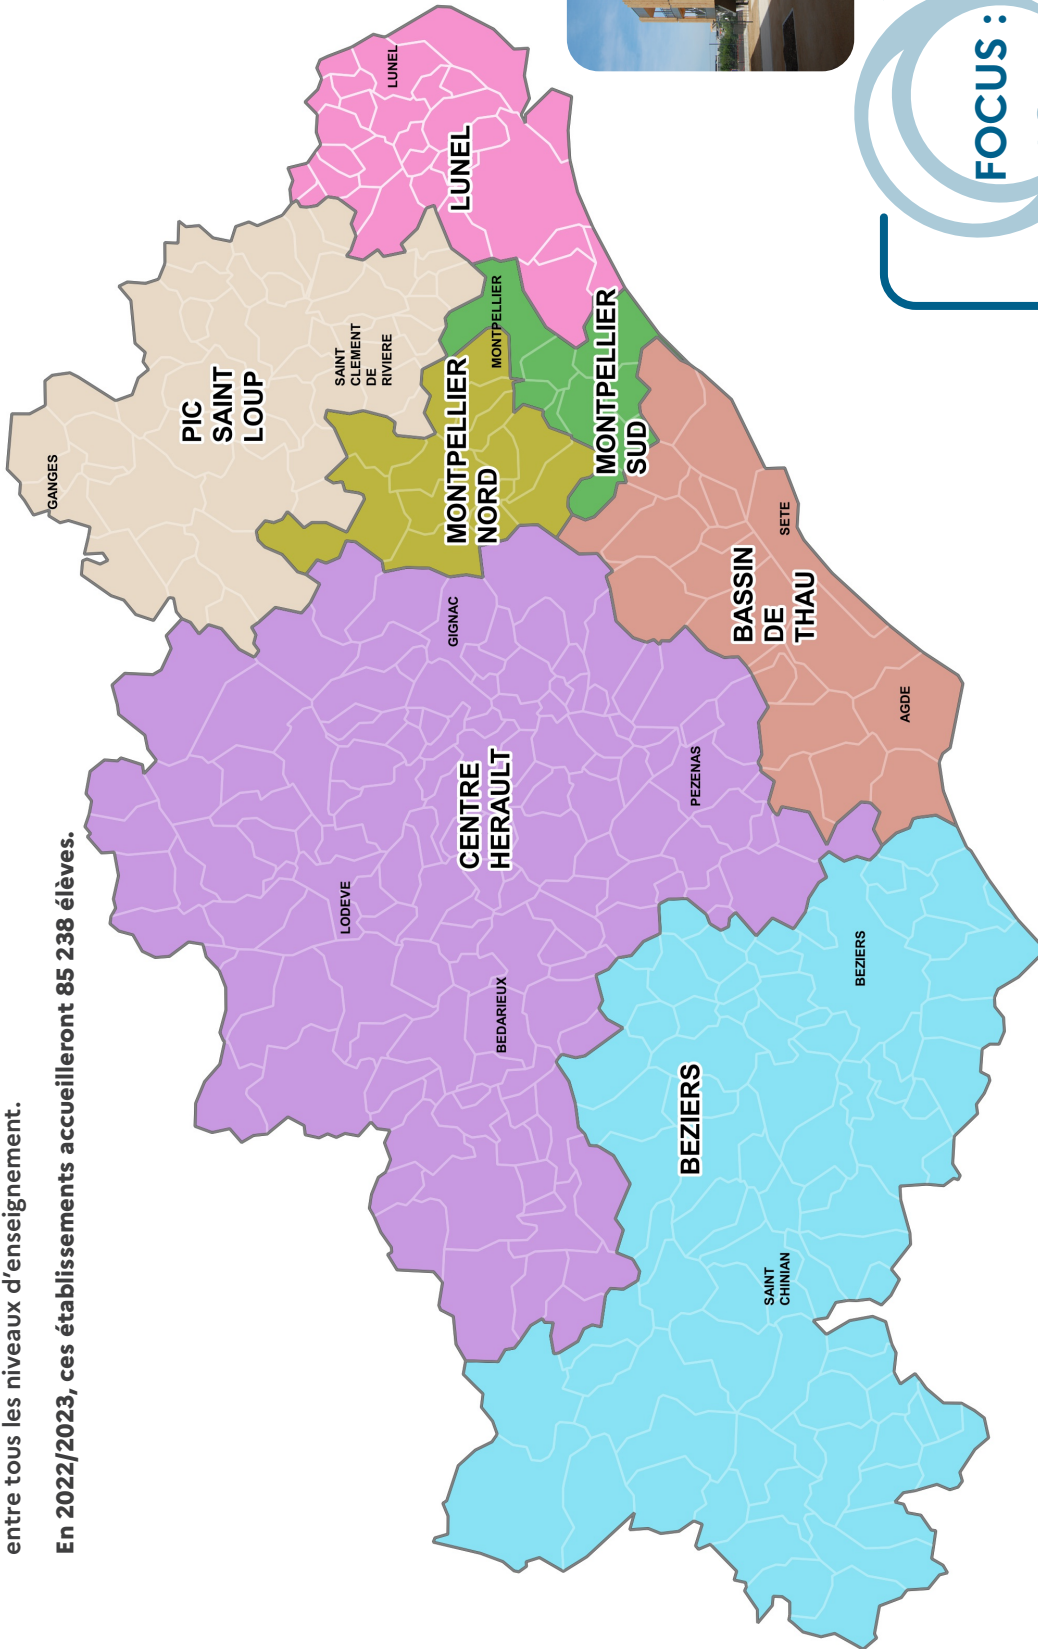 entre tous les niveaux d'enseignement.
En 2022/2023, ces établissements accueilleront 85 238 élèves.
GANGES
PIC
SAINT
LOUP
SAINT
CLEMENT
DE
RIVIERE
LUNEL
LUNEL
MONTPELLIER
NORD
MONTPELLIER
MONTPELLIER
SUD
GIGNAC
LODEVE
CENTRE
HERAULT
BEDARIEUX
PEZENAS
BASSIN
DE
THAU
SETE
AGDE
BEZIERS
BEZIERS
SAINT
CHINIAN
FOCUS :